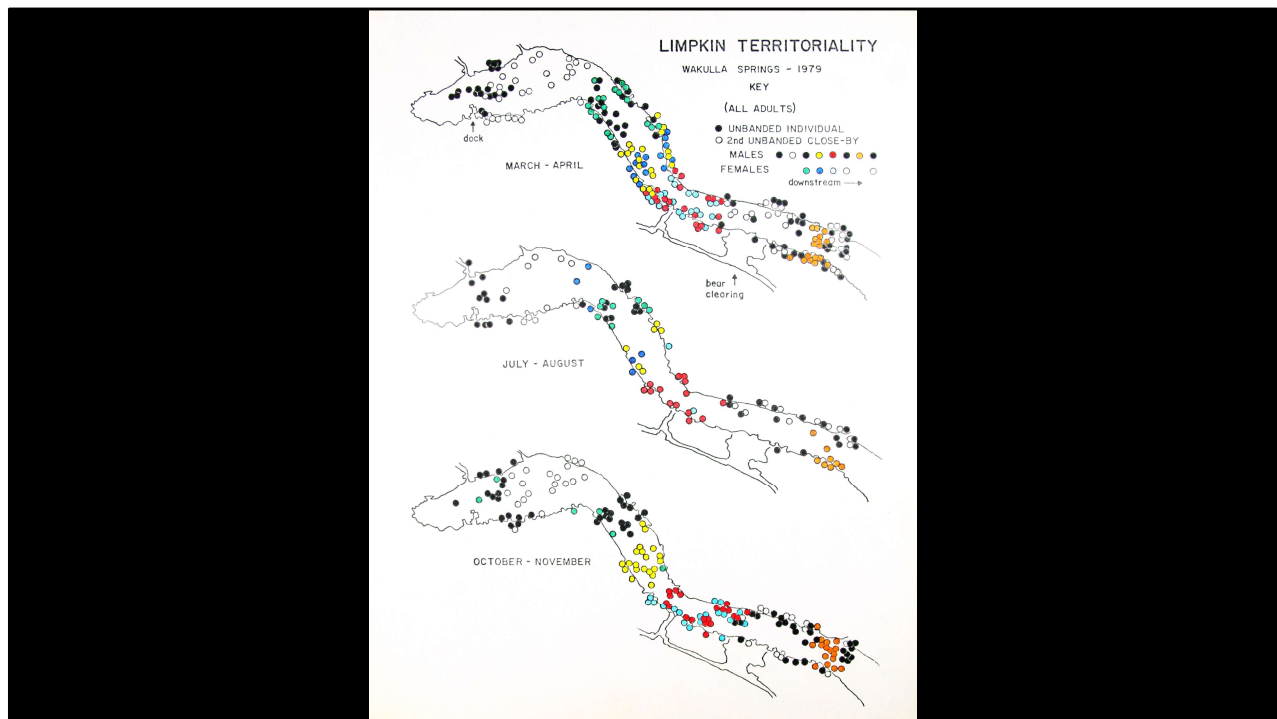 LIMPKIN TERRITORIALITY
WAKULLA SPRINGS - 1979
KEY
(ALL ADULTS)
UNBANDED INDIVIDUAL
2nd UNBANDED CLOSE-BY
MALES
FEMALES
downstream
dock
MARCH - APRIL
bear
clearing
JULY - AUGUST
OCTOBER - NOVEMBER